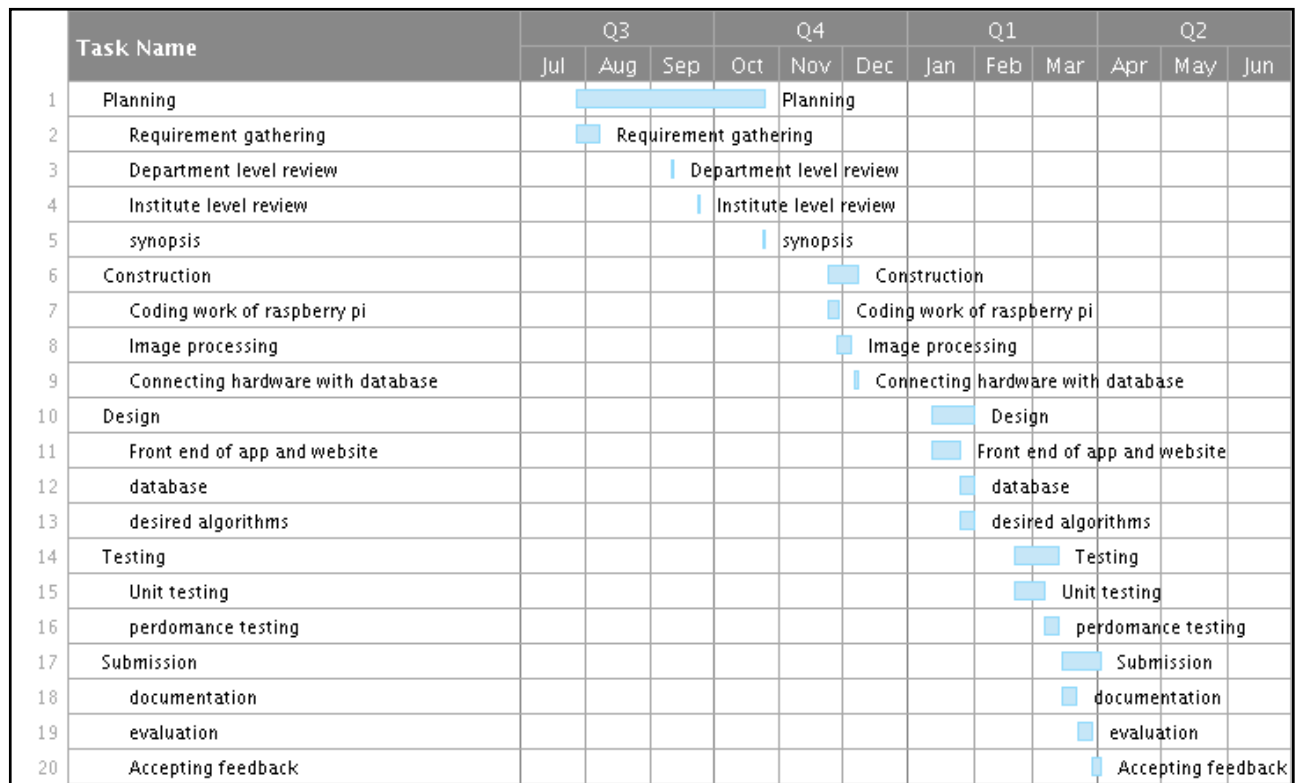 Task Name Q3 Q4 Q1 Q2
Jul Aug Sep Oct Nov Dec Jan Feb Mar Apr May Jun
1 Planning Planning
2 Requirement gathering Requirement gathering
3 Department level review Department level review
4 Institute level review Institute level review
5 synopsis synopsis
6 Construction Construction
7 Coding work of raspberry pi Coding work of raspberry pi
8 Image processing Image processing
9 Connecting hardware with database Connecting hardware with database
10 Design Design
11 Front end of app and website Front end of app and website
12 database database
13 desired algorithms desired algorithms
14 Testing Testing
15 Unit testing Unit testing
16 perdomance testing perdomance testing
17 Submission Submission
18 documentation documentation
19 evaluation evaluation
20 Accepting feedback Accepting feedback